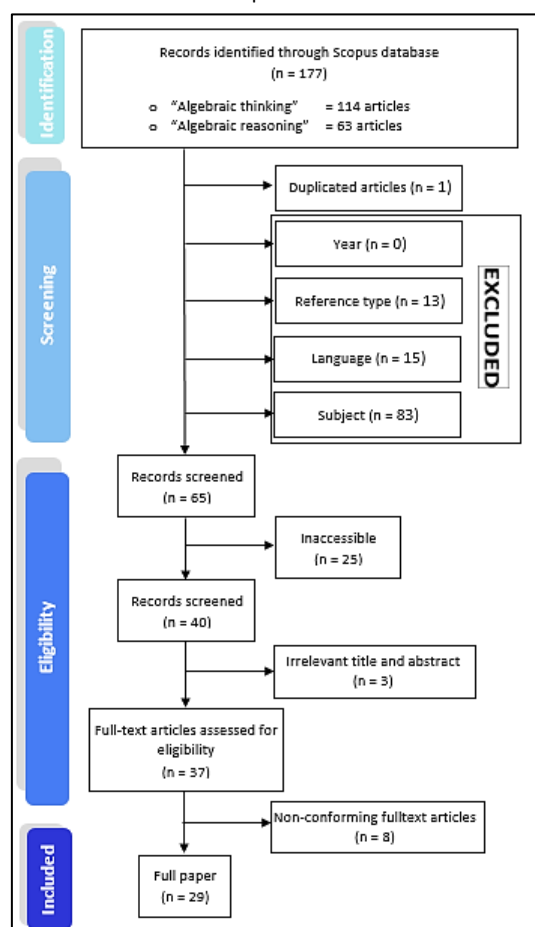 Identification
Records identified through Scopus database
(n = 177)
o "Algebraic thinking" = 114 articles
o "Algebraic reasoning" = 63 articles
Screening
Duplicated articles (n = 1)
Year (n = 0)
Reference type (n = 13)
Language (n = 15)
Subject (n = 83)
EXCLUDED
Records screened
(n = 65)
Eligibility
Inaccessible
(n = 25)
Records screened
(n = 40)
Irrelevant title and abstract
(n = 3)
Full-text articles assessed for
eligibility
(n = 37)
Non-conforming fulltext articles
(n = 8)
Included
Full paper
(n = 29)